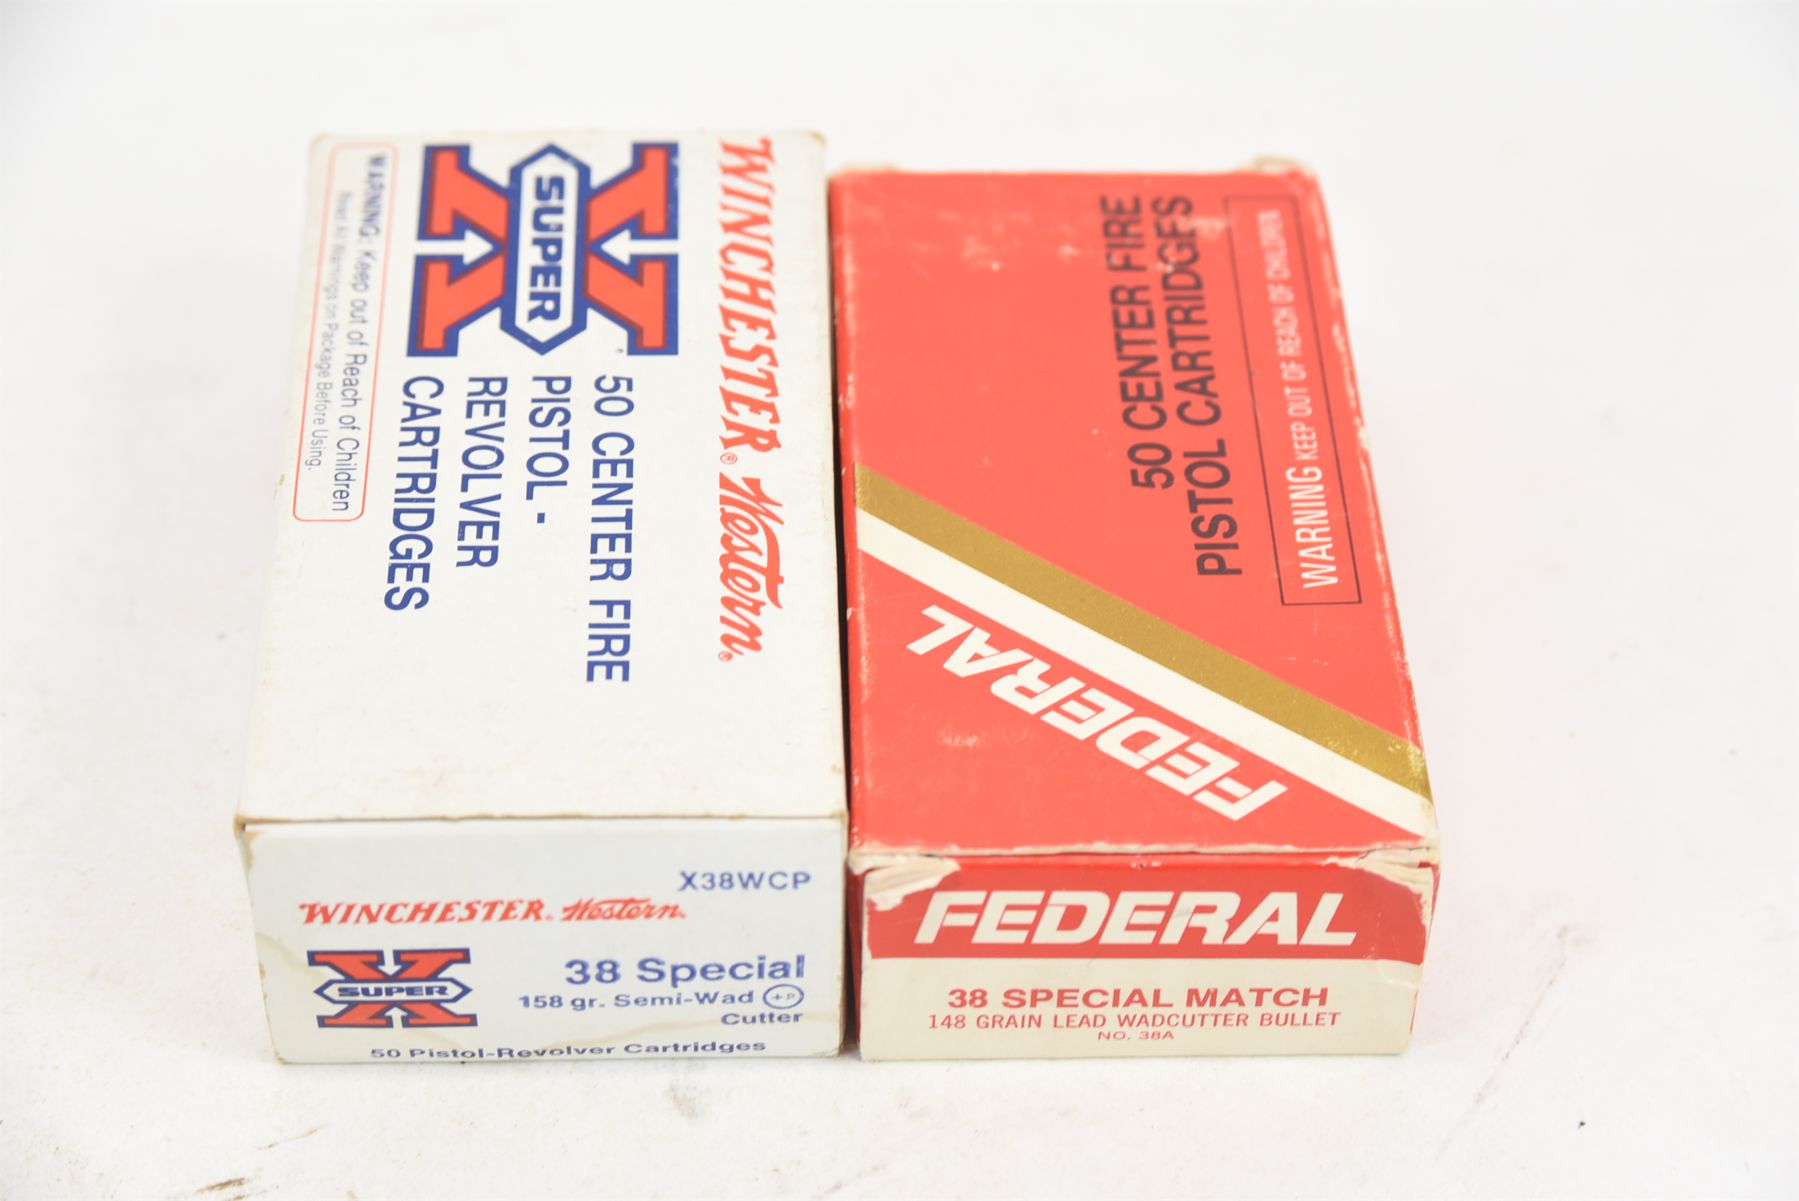 WINCHESTER® Western®
SUPER
X
50 CENTER FIRE
PISTOL -
REVOLVER
CARTRIDGES
WARNING: Keep out of Reach of Children
Read All Warnings on Package Before Using.
X38WCP
WINCHESTER® Western®
SUPER
X
38 Special
158 gr. Semi-Wad +P
Cutter
50 Pistol-Revolver Cartridges
50 CENTER FIRE
PISTOL CARTRIDGES
WARNING KEEP OUT OF REACH OF CHILDREN
FEDERAL
FEDERAL
38 SPECIAL MATCH
148 GRAIN LEAD WADCUTTER BULLET
NO. 38A